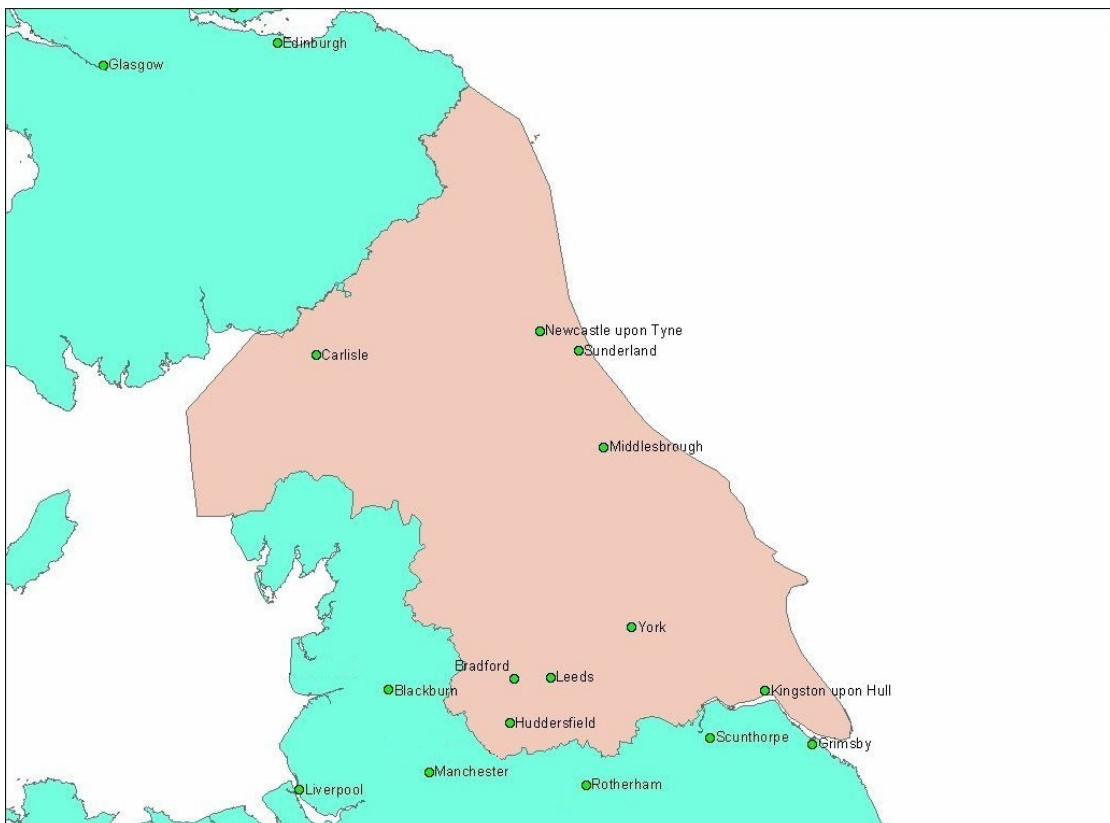 Edinburgh
Glasgow
Newcastle upon Tyne
Sunderland
Carlisle
Middlesbrough
York
Bradford
Leeds
Blackburn
Kingston upon Hull
Huddersfield
Scunthorpe
Grimsby
Manchester
Rotherham
Liverpool